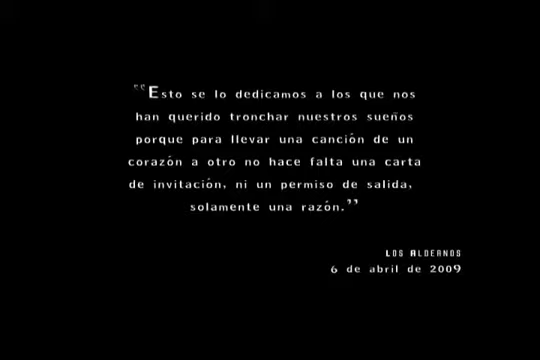 “Esto se lo dedicamos a los que nos
han querido tronchar nuestros sueños
porque para llevar una canción de un
corazón a otro no hace falta una carta
de invitación, ni un permiso de salida,
solamente una razón.”
Los Aldernos
6 de abril de 2009